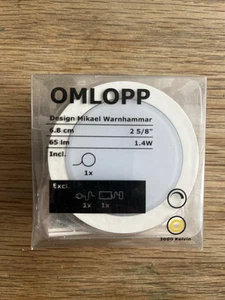 OMLOPP
Design Mikael Warnhammar
6.8 cm 2 5/8"
65 lm 1.4W
Incl.
1x
Excl.
1x 1x
3000 Kelvin